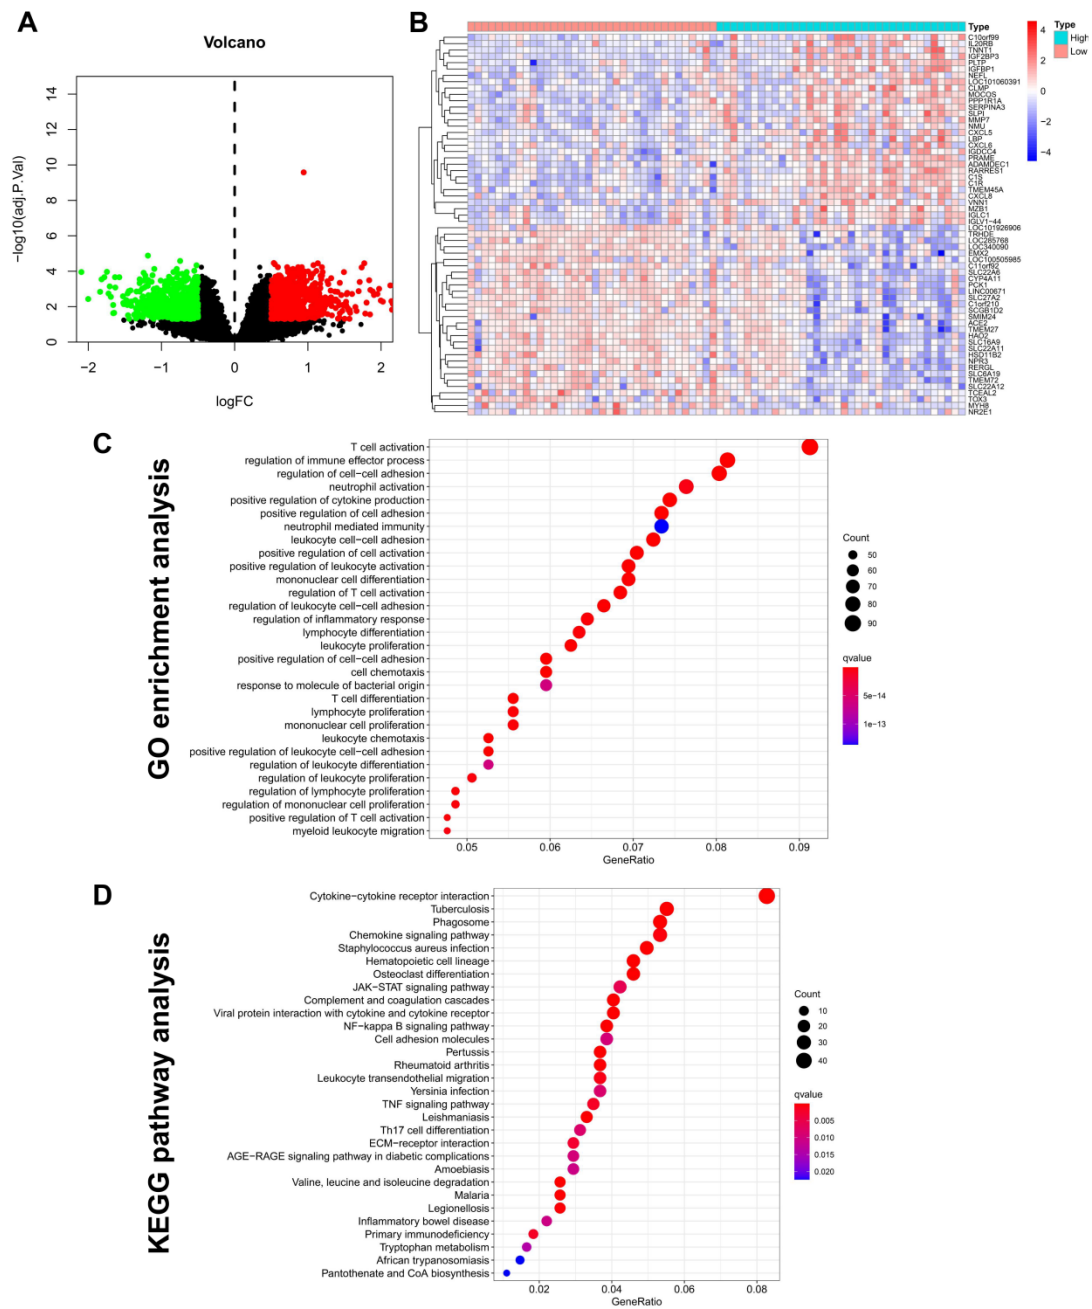 A
Volcano
14
12
10
8
6
4
2
0
−log10(adj.P.Val)
−2
−1
0
1
2
logFC
B
Type
C10orf99
IL20RB
TNNT1
IGF2BP3
PLTP
IGFBP1
NEFL
LOC101060391
CLMP
MOCOS
PPP1R1A
SERPINA3
SLPI
MMP7
NMU
CXCL5
LBP
CXCL6
IGDCC4
PRAME
ADAMDEC1
RARRES1
C1S
C1R
TMEM45A
CXCL8
VNN1
MZB1
IGLC1
IGLV1−44
LOC101926906
TRHDE
LOC285768
LOC340090
EMX2
LOC100505985
C11orf92
SLC22A6
CYP4A11
PCK1
LINC00671
SLC27A2
C1orf210
SCGB1D2
SMIM24
ACE2
TMEM27
HAO2
SLC16A9
SLC22A11
HSD11B2
NPR3
RERGL
SLC6A19
TMEM72
SLC22A12
TCEAL2
TOX3
MYH8
NR2E1
4
2
0
−2
−4
Type
High
Low
C
GO enrichment analysis
T cell activation
regulation of immune effector process
regulation of cell−cell adhesion
neutrophil activation
positive regulation of cytokine production
positive regulation of cell adhesion
neutrophil mediated immunity
leukocyte cell−cell adhesion
positive regulation of cell activation
positive regulation of leukocyte activation
mononuclear cell differentiation
regulation of T cell activation
regulation of leukocyte cell−cell adhesion
regulation of inflammatory response
lymphocyte differentiation
leukocyte proliferation
positive regulation of cell−cell adhesion
cell chemotaxis
response to molecule of bacterial origin
T cell differentiation
lymphocyte proliferation
mononuclear cell proliferation
leukocyte chemotaxis
positive regulation of leukocyte cell−cell adhesion
regulation of leukocyte differentiation
regulation of leukocyte proliferation
regulation of lymphocyte proliferation
regulation of mononuclear cell proliferation
positive regulation of T cell activation
myeloid leukocyte migration
0.05
0.06
0.07
0.08
0.09
GeneRatio
Count
50
60
70
80
90
qvalue
5e−14
1e−13
D
KEGG pathway analysis
Cytokine−cytokine receptor interaction
Tuberculosis
Phagosome
Chemokine signaling pathway
Staphylococcus aureus infection
Hematopoietic cell lineage
Osteoclast differentiation
JAK−STAT signaling pathway
Complement and coagulation cascades
Viral protein interaction with cytokine and cytokine receptor
NF−kappa B signaling pathway
Cell adhesion molecules
Pertussis
Rheumatoid arthritis
Leukocyte transendothelial migration
Yersinia infection
TNF signaling pathway
Leishmaniasis
Th17 cell differentiation
ECM−receptor interaction
AGE−RAGE signaling pathway in diabetic complications
Amoebiasis
Valine, leucine and isoleucine degradation
Malaria
Legionellosis
Inflammatory bowel disease
Primary immunodeficiency
Tryptophan metabolism
African trypanosomiasis
Pantothenate and CoA biosynthesis
0.02
0.04
0.06
0.08
GeneRatio
Count
10
20
30
40
qvalue
0.005
0.010
0.015
0.020